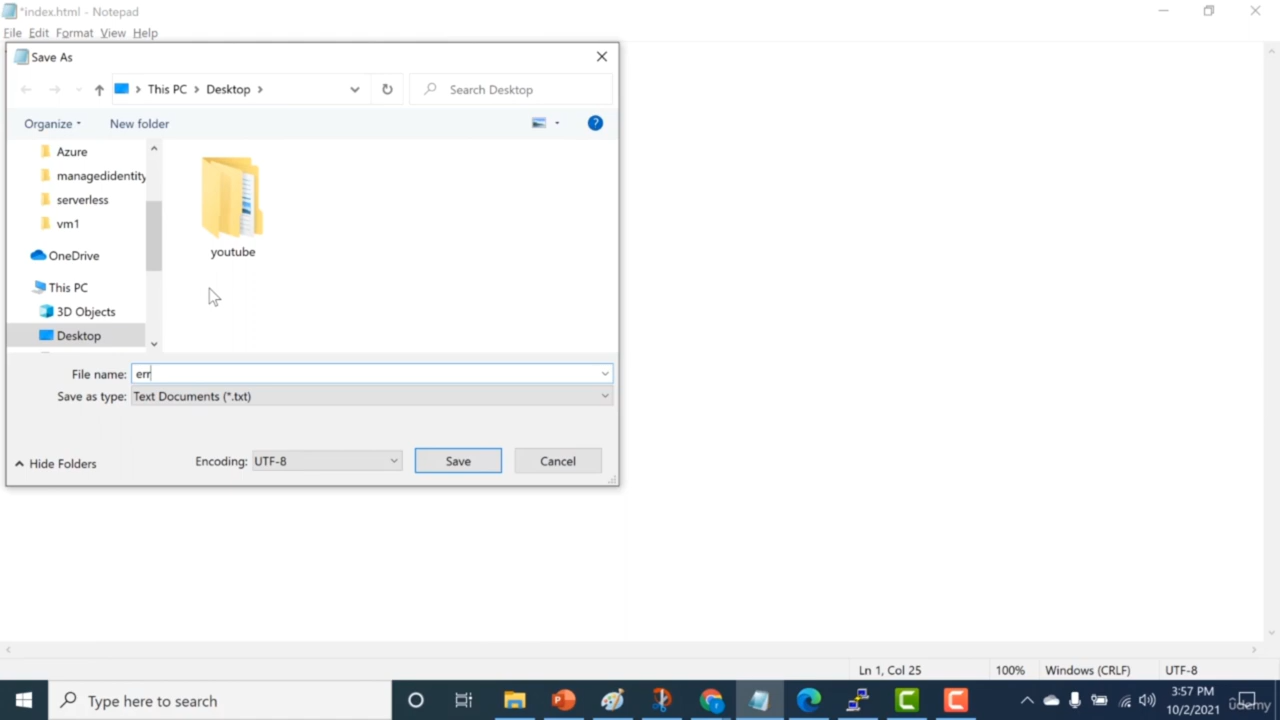 *index.html - Notepad
File Edit Format View Help
Save As
This PC Desktop
Search Desktop
Organize New folder
Azure
managedidentity
serverless
vm1
OneDrive
This PC
3D Objects
Desktop
youtube
File name: err
Save as type: Text Documents (*.txt)
Hide Folders
Encoding: UTF-8
Save
Cancel
Ln 1, Col 25
100%
Windows (CRLF)
UTF-8
Type here to search
3:57 PM
10/2/2021
udemy